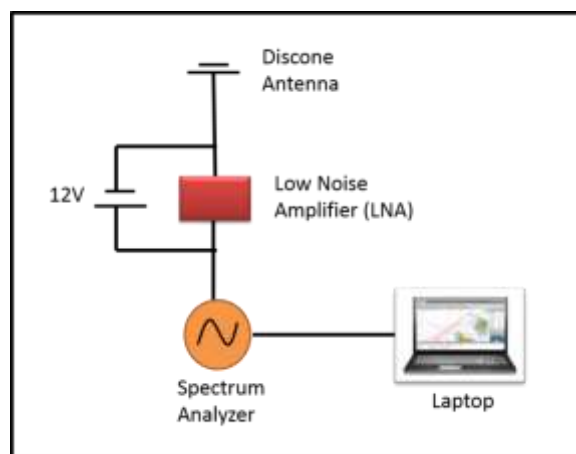 Discone
Antenna
12V
Low Noise
Amplifier (LNA)
Spectrum
Analyzer
Laptop